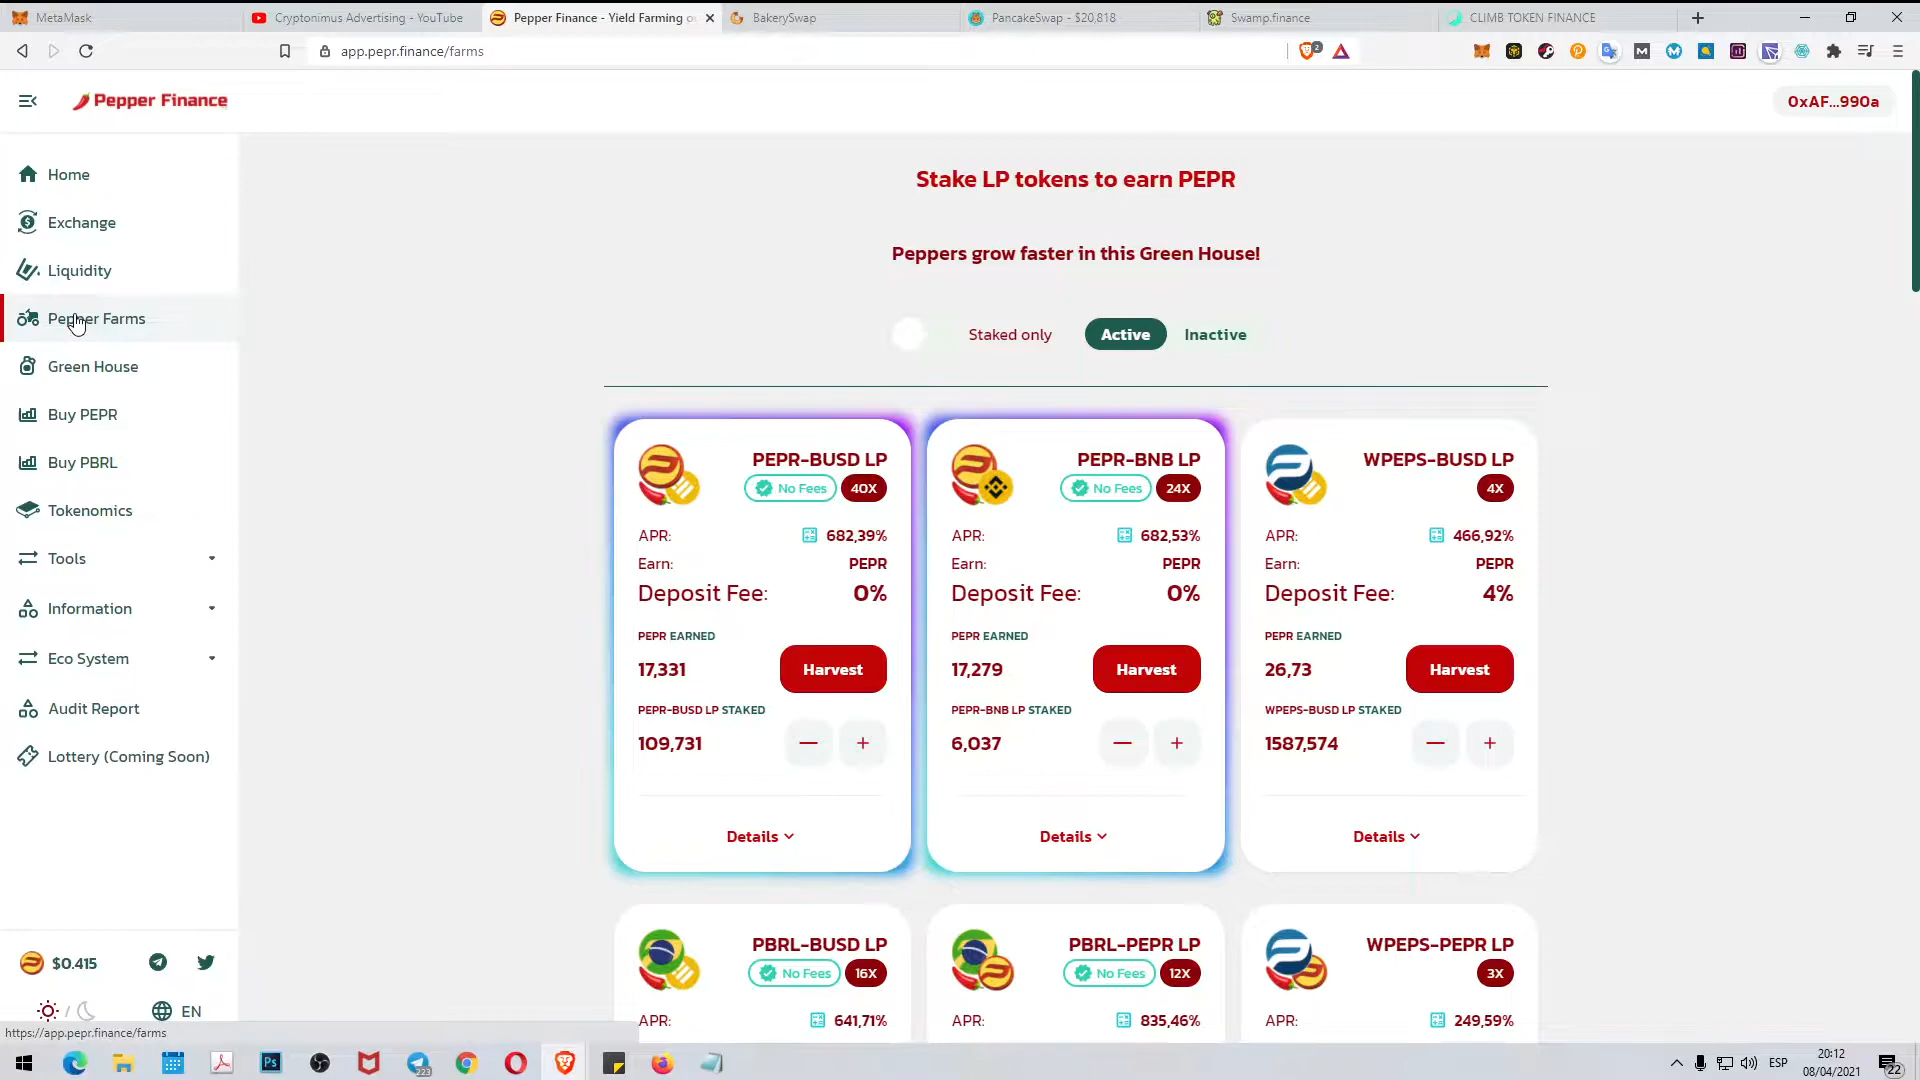 MetaMask
Cryptonimus Advertising - YouTube
Pepper Finance - Yield Farming o
BakerySwap
PancakeSwap - $20,818
Swamp.finance
CLIMB TOKEN FINANCE
app.pepr.finance/farms
2
Pepper Finance
0xAF...990a
Home
Exchange
Liquidity
Pepper Farms
Green House
Buy PEPR
Buy PBRL
Tokenomics
Tools
Information
Eco System
Audit Report
Lottery (Coming Soon)
$0.415
/
EN
https://app.pepr.finance/farms
Stake LP tokens to earn PEPR
Peppers grow faster in this Green House!
Staked only
Active
Inactive
PEPR-BUSD LP
No Fees
40X
APR:
682,39%
Earn:
PEPR
Deposit Fee:
0%
PEPR EARNED
17,331
Harvest
PEPR-BUSD LP STAKED
109,731
Details
PEPR-BNB LP
No Fees
24X
APR:
682,53%
Earn:
PEPR
Deposit Fee:
0%
PEPR EARNED
17,279
Harvest
PEPR-BNB LP STAKED
6,037
Details
WPEPS-BUSD LP
4X
APR:
466,92%
Earn:
PEPR
Deposit Fee:
4%
PEPR EARNED
26,73
Harvest
WPEPS-BUSD LP STAKED
1587,574
Details
PBRL-BUSD LP
No Fees
16X
APR:
641,71%
PBRL-PEPR LP
No Fees
12X
APR:
835,46%
WPEPS-PEPR LP
3X
APR:
249,59%
Ps
223
ESP
20:12
08/04/2021
22